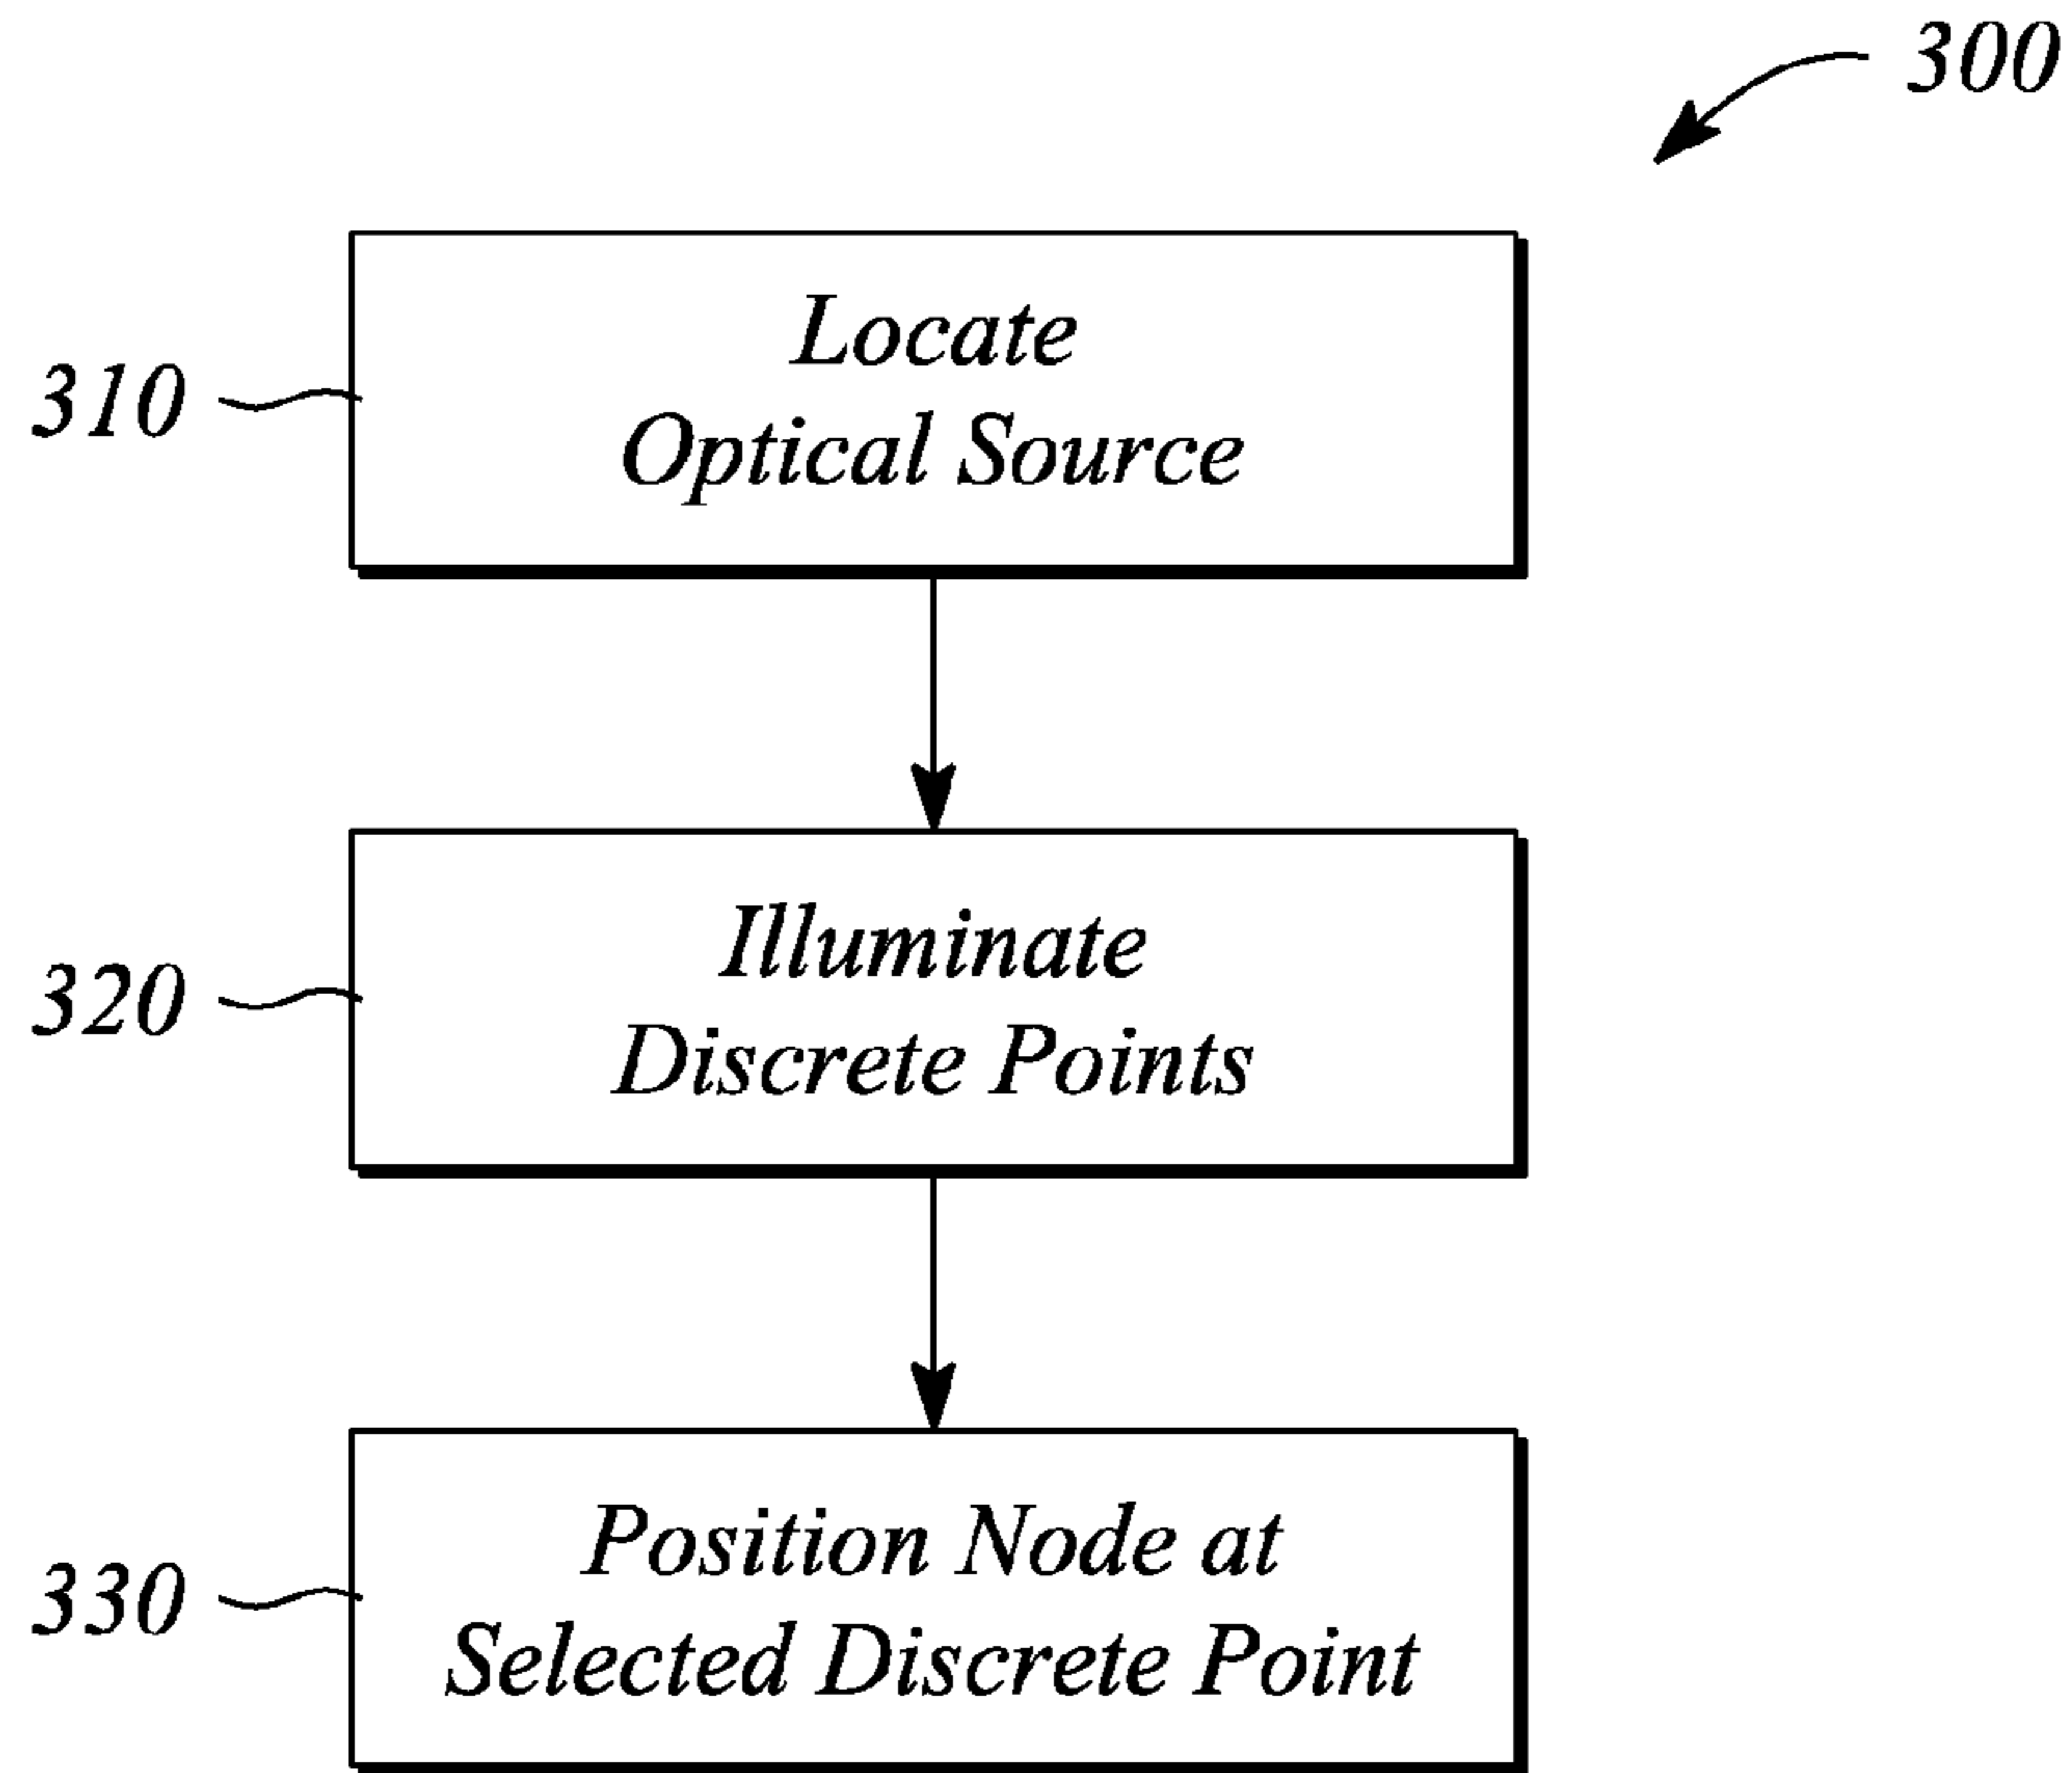 300
310
Locate
Optical Source
320
Illuminate
Discrete Points
330
Position Node at
Selected Discrete Point